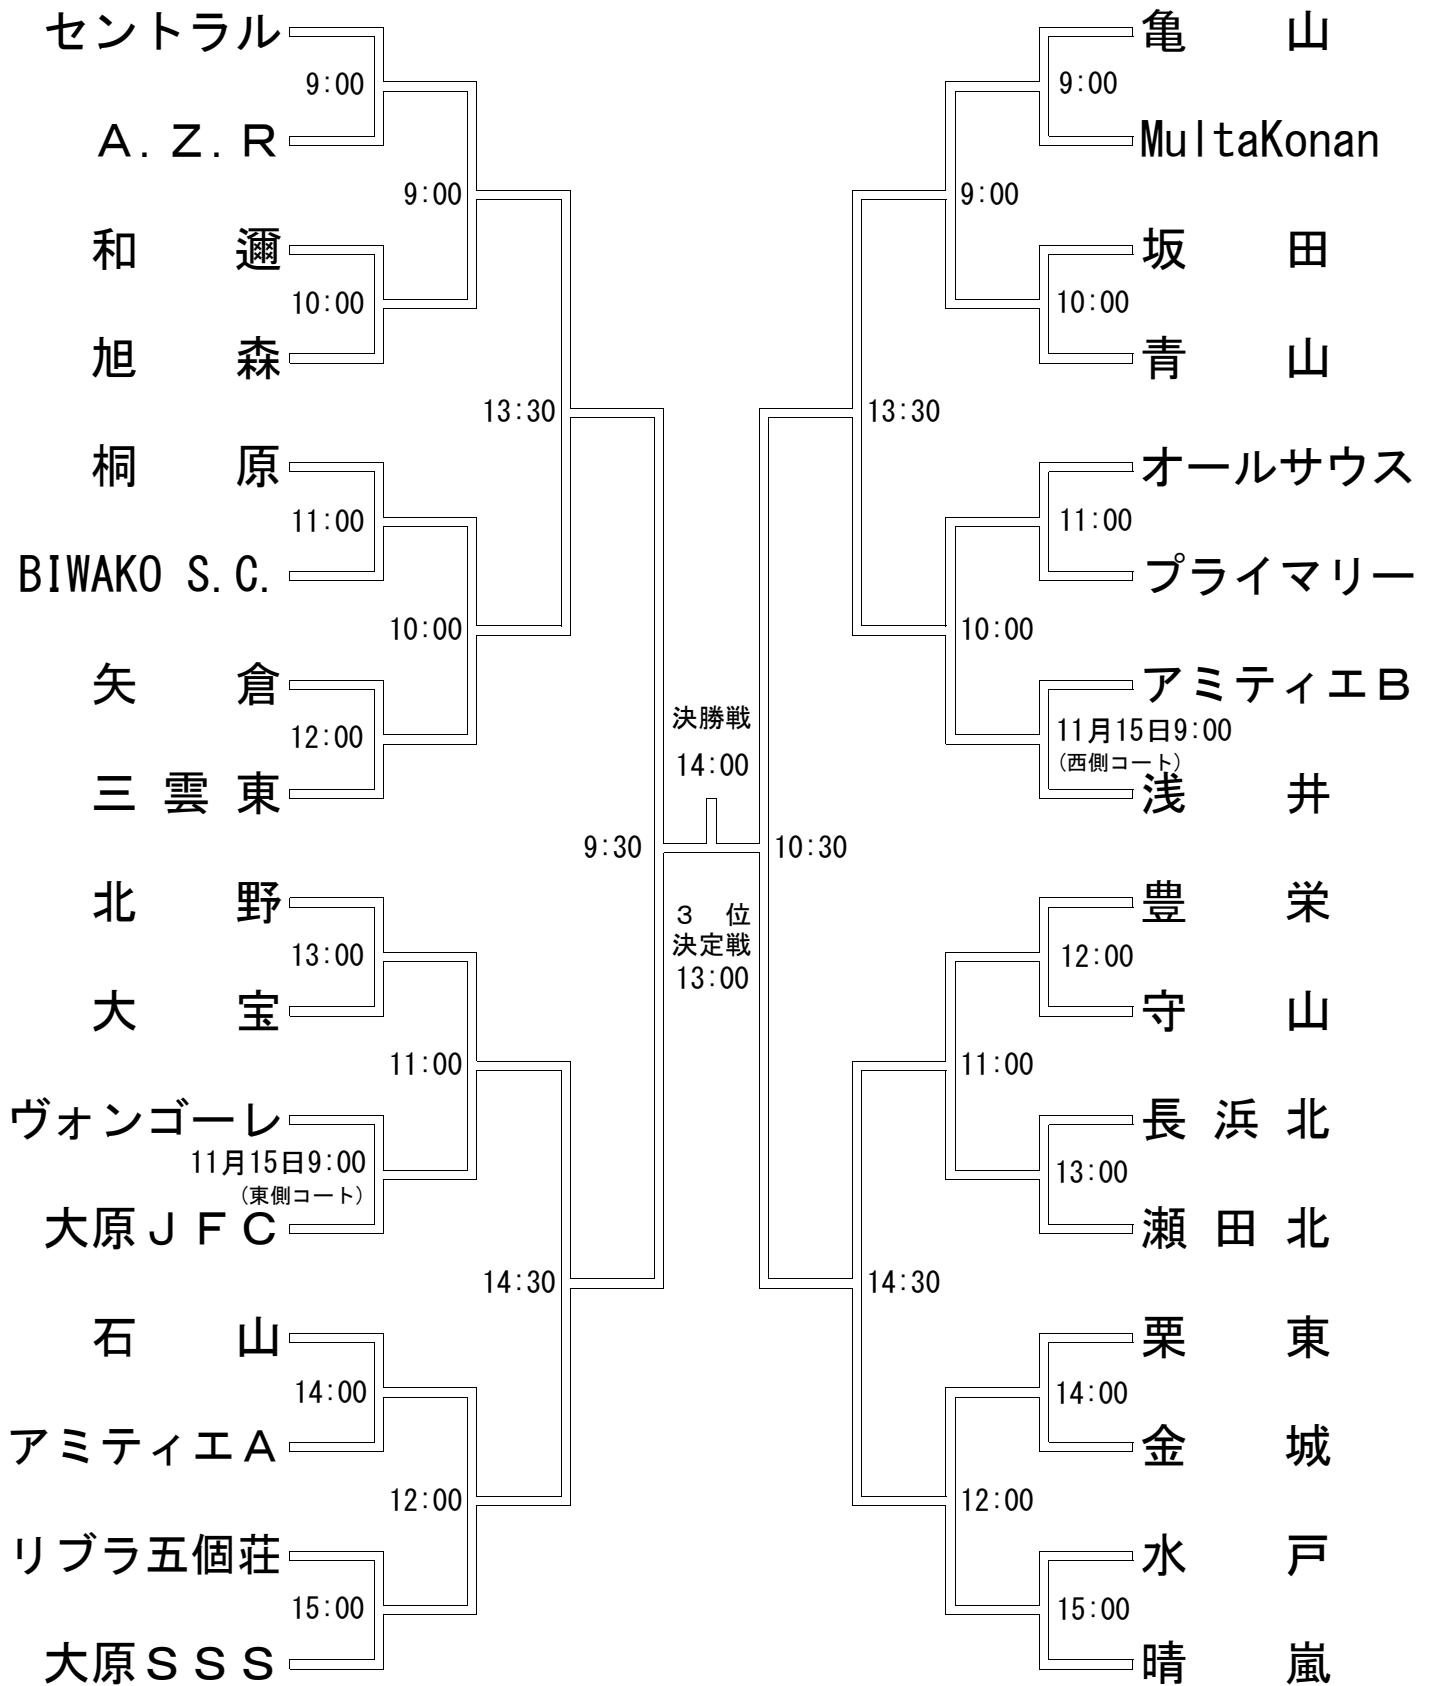 セントラル
9:00
Ａ.Ｚ.Ｒ
9:00
和邇
10:00
旭森
13:30
桐原
11:00
BIWAKO S.C.
10:00
矢倉
12:00
三雲東
9:30
北野
13:00
大宝
11:00
ヴォンゴーレ
11月15日9:00
（東側コート）
大原ＪＦＣ
14:30
石山
14:00
アミティエＡ
12:00
リブラ五個荘
15:00
大原ＳＳＳ
決勝戦
14:00
３位
決定戦
13:00
亀山
9:00
MultaKonan
9:00
坂田
10:00
青山
13:30
オールサウス
11:00
プライマリー
10:00
アミティエＢ
11月15日9:00
（西側コート）
浅井
10:30
豊栄
12:00
守山
11:00
長浜北
13:00
瀬田北
14:30
栗東
14:00
金城
12:00
水戸
15:00
晴嵐